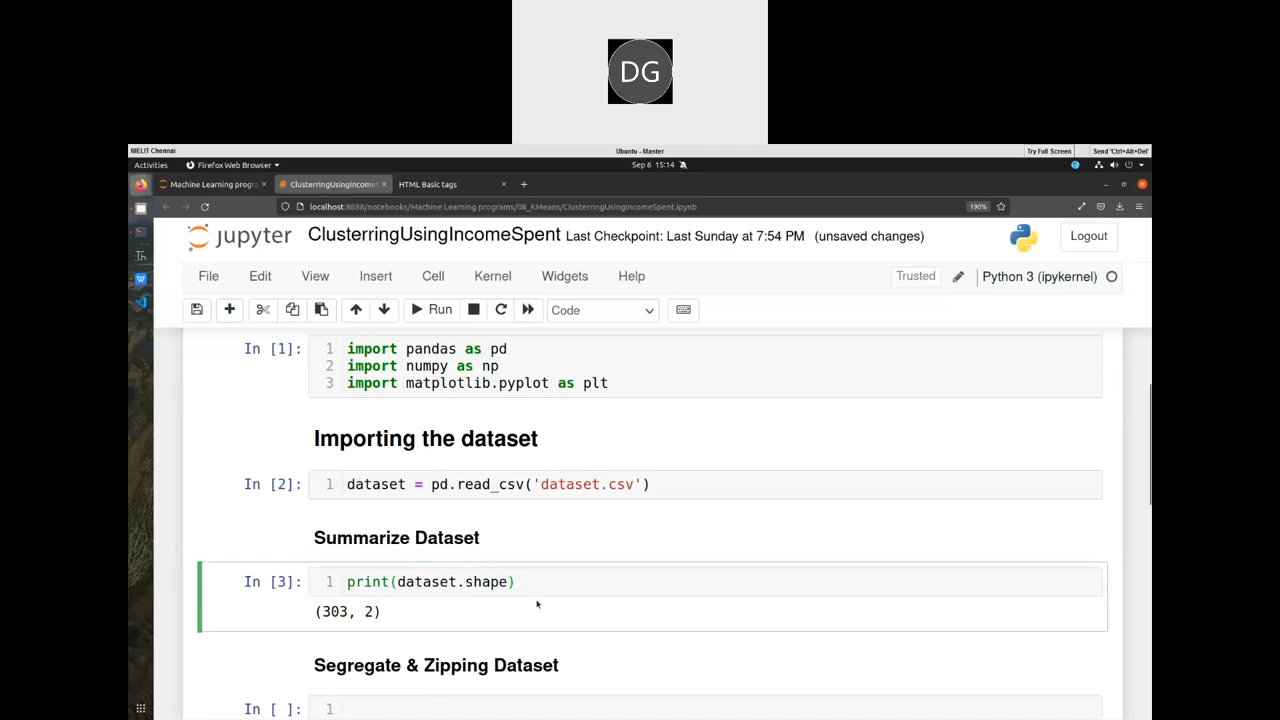 DG
NIELIT Chennai
Ubuntu - Master
Try Full Screen
Send 'Ctrl+Alt+Del'
Activities
Firefox Web Browser
Sep 6 15:14
Machine Learning progra
ClusterringUsingIncomeS
HTML Basic tags
localhost:8888/notebooks/Machine Learning programs/08_KMeans/ClusterringUsingIncomeSpent.ipynb
190%
jupyter
ClusterringUsingIncomeSpent Last Checkpoint: Last Sunday at 7:54 PM (unsaved changes)
Logout
File Edit View Insert Cell Kernel Widgets Help
Trusted
Python 3 (ipykernel)
Run
Code
In [1]:
1 import pandas as pd
2 import numpy as np
3 import matplotlib.pyplot as plt
Importing the dataset
In [2]:
1 dataset = pd.read_csv('dataset.csv')
Summarize Dataset
In [3]:
1 print(dataset.shape)
(303, 2)
Segregate & Zipping Dataset
In [ ]:
1